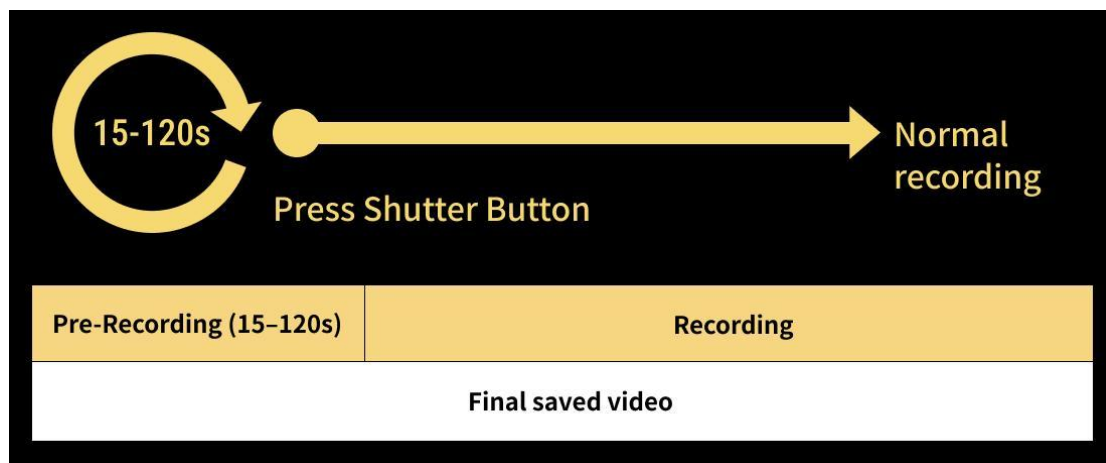 15-120s
Press Shutter Button
Normal
recording
Pre-Recording (15–120s)
Recording
Final saved video